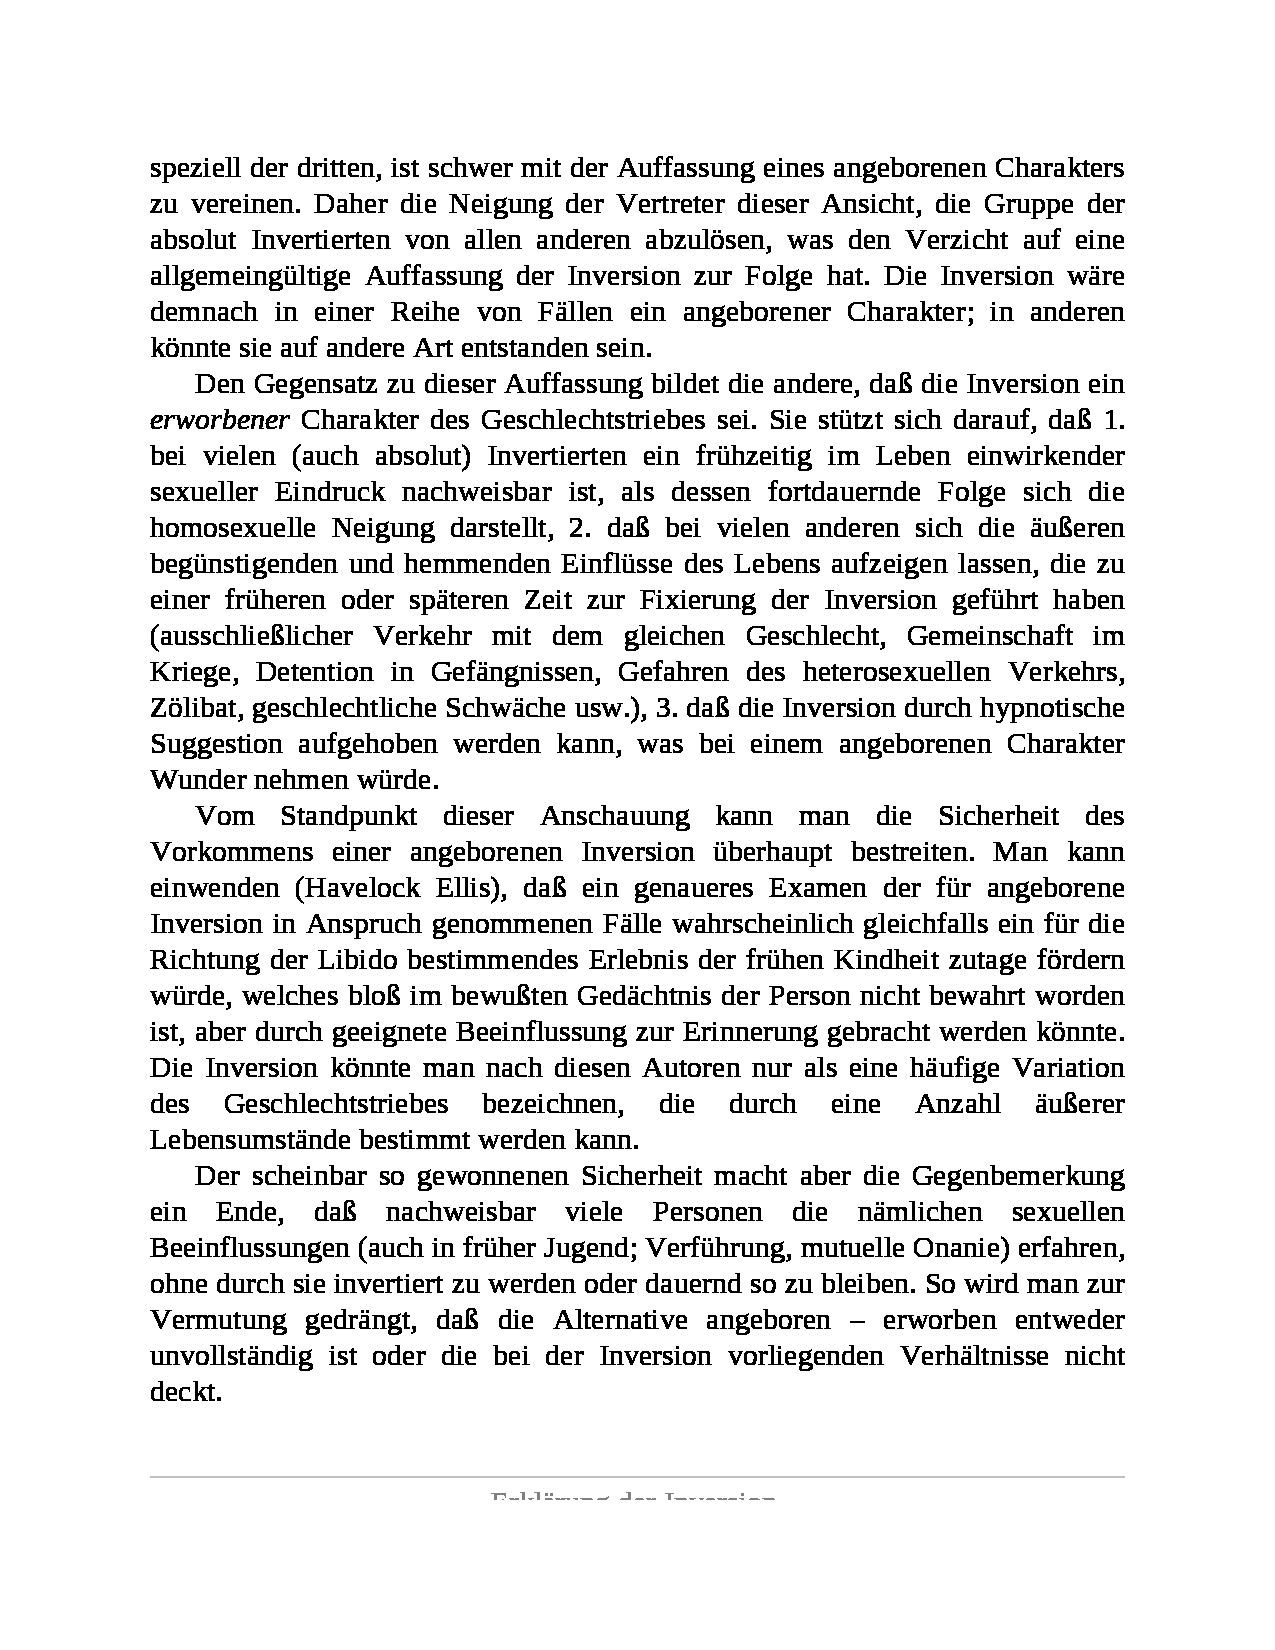 speziell der dritten, ist schwer mit der Auffassung eines angeborenen Charakters
zu vereinen. Daher die Neigung der Vertreter dieser Ansicht, die Gruppe der
absolut Invertierten von allen anderen abzulösen, was den Verzicht auf eine
allgemeingültige Auffassung der Inversion zur Folge hat. Die Inversion wäre
demnach in einer Reihe von Fällen ein angeborener Charakter; in anderen
könnte sie auf andere Art entstanden sein.
Den Gegensatz zu dieser Auffassung bildet die andere, daß die Inversion ein
erworbener Charakter des Geschlechtstriebes sei. Sie stützt sich darauf, daß 1.
bei vielen (auch absolut) Invertierten ein frühzeitig im Leben einwirkender
sexueller Eindruck nachweisbar ist, als dessen fortdauernde Folge sich die
homosexuelle Neigung darstellt, 2. daß bei vielen anderen sich die äußeren
begünstigenden und hemmenden Einflüsse des Lebens aufzeigen lassen, die zu
einer früheren oder späteren Zeit zur Fixierung der Inversion geführt haben
(ausschließlicher Verkehr mit dem gleichen Geschlecht, Gemeinschaft im
Kriege, Detention in Gefängnissen, Gefahren des heterosexuellen Verkehrs,
Zölibat, geschlechtliche Schwäche usw.), 3. daß die Inversion durch hypnotische
Suggestion aufgehoben werden kann, was bei einem angeborenen Charakter
Wunder nehmen würde.
Vom Standpunkt dieser Anschauung kann man die Sicherheit des
Vorkommens einer angeborenen Inversion überhaupt bestreiten. Man kann
einwenden (Havelock Ellis), daß ein genaueres Examen der für angeborene
Inversion in Anspruch genommenen Fälle wahrscheinlich gleichfalls ein für die
Richtung der Libido bestimmendes Erlebnis der frühen Kindheit zutage fördern
würde, welches bloß im bewußten Gedächtnis der Person nicht bewahrt worden
ist, aber durch geeignete Beeinflussung zur Erinnerung gebracht werden könnte.
Die Inversion könnte man nach diesen Autoren nur als eine häufige Variation
des Geschlechtstriebes bezeichnen, die durch eine Anzahl äußerer
Lebensumstände bestimmt werden kann.
Der scheinbar so gewonnenen Sicherheit macht aber die Gegenbemerkung
ein Ende, daß nachweisbar viele Personen die nämlichen sexuellen
Beeinflussungen (auch in früher Jugend; Verführung, mutuelle Onanie) erfahren,
ohne durch sie invertiert zu werden oder dauernd so zu bleiben. So wird man zur
Vermutung gedrängt, daß die Alternative angeboren – erworben entweder
unvollständig ist oder die bei der Inversion vorliegenden Verhältnisse nicht
deckt.
Erklärung der Inversion